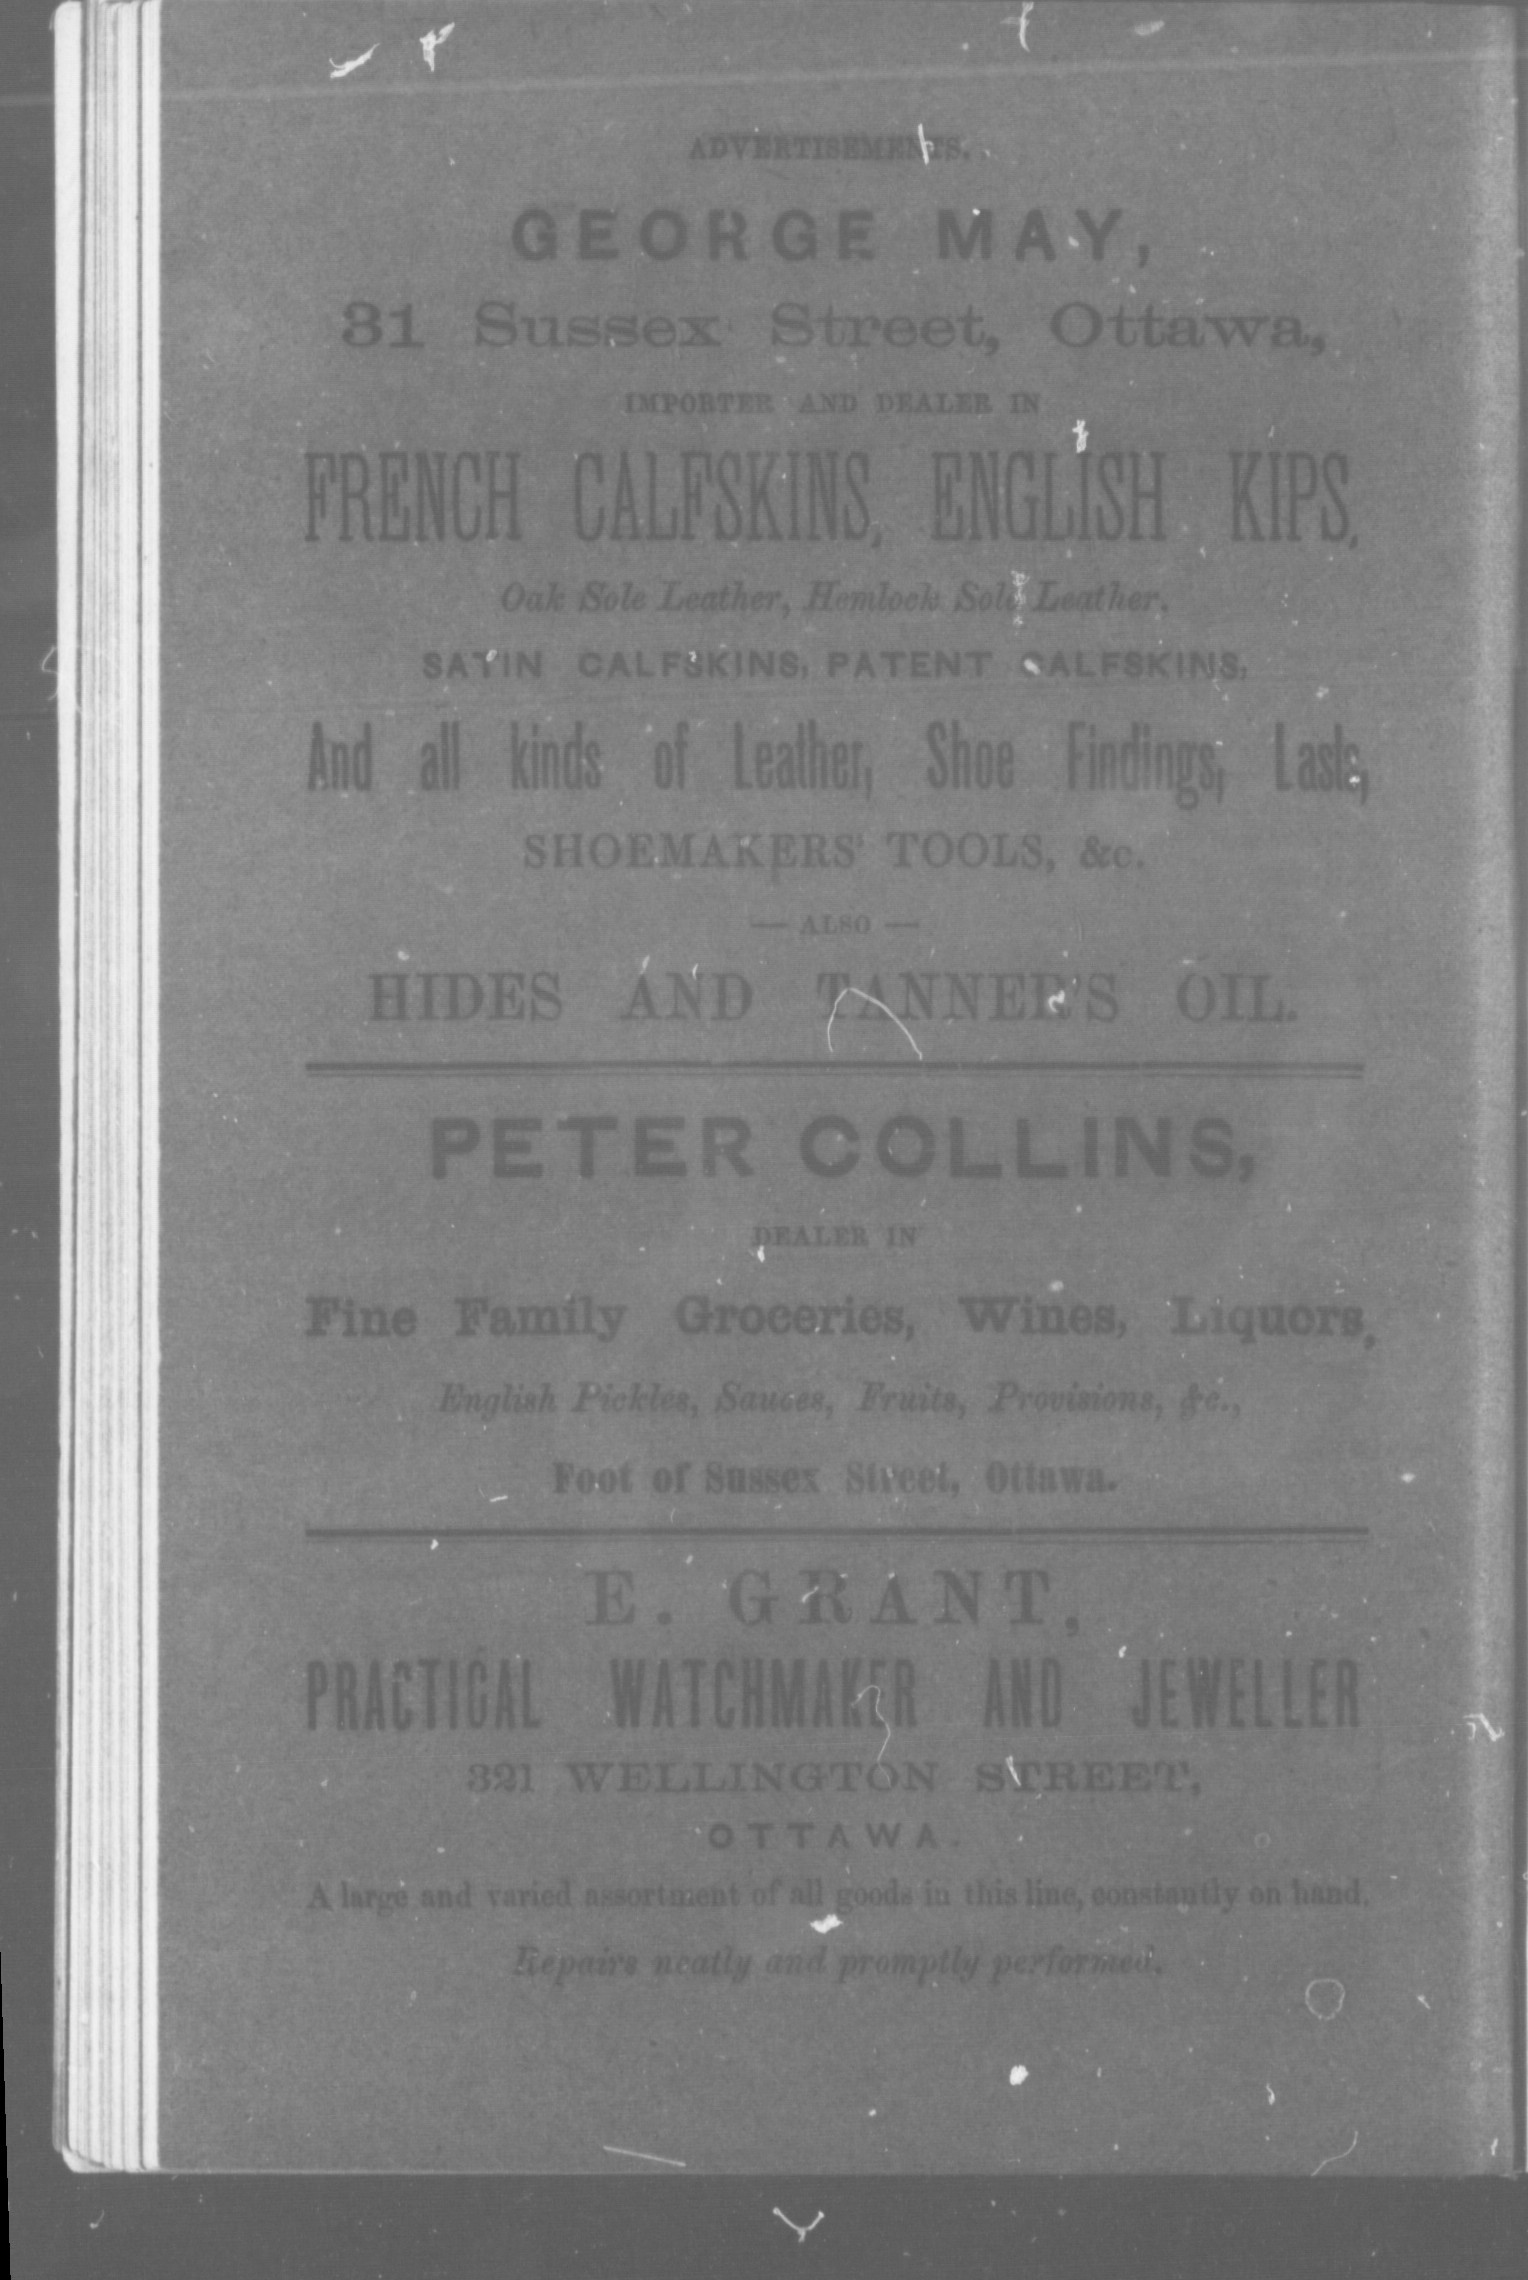 ADVERTISEMENTS.
GEORGE MAY,
31 Sussex Street, Ottawa,
IMPORTER AND DEALER IN
FRENCH CALFSKINS, ENGLISH KIPS,
Oak Sole Leather, Hemlock Sole Leather.
SATIN CALFSKINS, PATENT CALFSKINS,
And all kinds of Leather, Shoe Findings, Lasts,
SHOEMAKERS' TOOLS, &c.
— ALSO —
HIDES AND TANNER'S OIL.
PETER COLLINS,
DEALER IN
Fine Family Groceries, Wines, Liquors,
English Pickles, Sauces, Fruits, Provisions, &c.,
Foot of Sussex Street, Ottawa.
E. GRANT,
PRACTICAL WATCHMAKER AND JEWELLER
321 WELLINGTON STREET,
OTTAWA.
A large and varied assortment of all goods in this line, constantly on hand.
Repairs neatly and promptly performed.